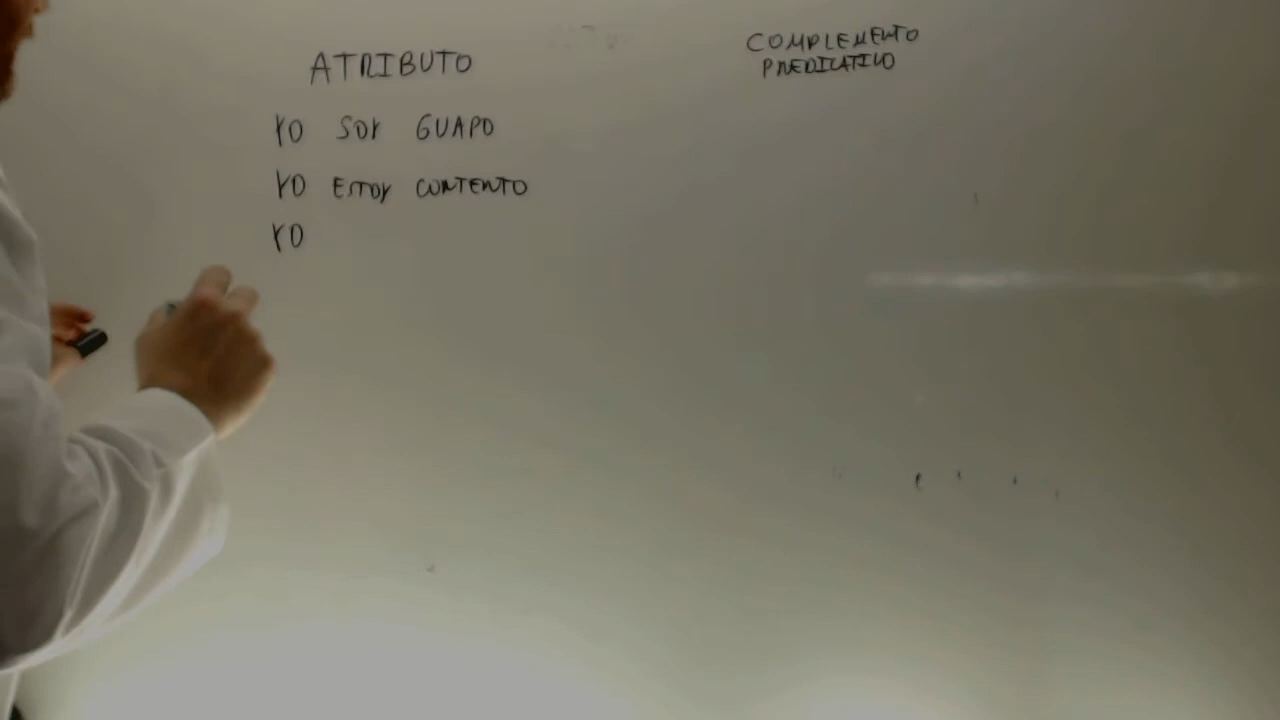 ATRIBUTO
YO SOY GUAPO
YO ESTOY CONTENTO
YO
COMPLEMENTO
PREDICATIVO